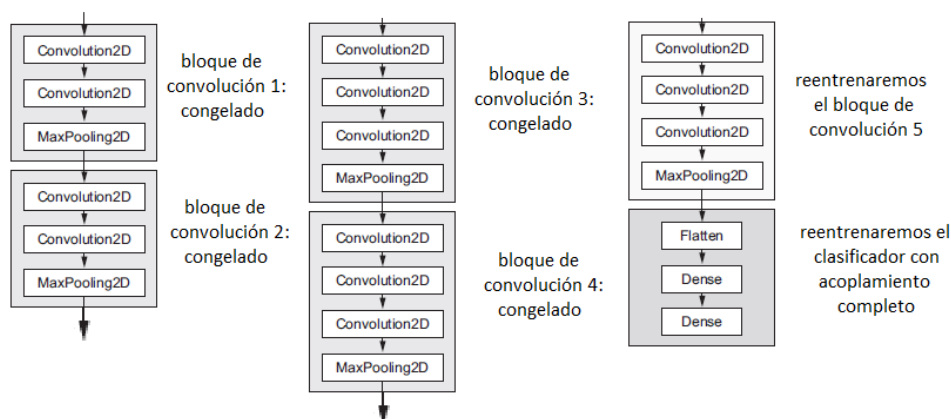 Convolution2D
Convolution2D
MaxPooling2D
bloque de
convolución 1:
congelado
Convolution2D
Convolution2D
MaxPooling2D
bloque de
convolución 2:
congelado
Convolution2D
Convolution2D
Convolution2D
MaxPooling2D
bloque de
convolución 3:
congelado
Convolution2D
Convolution2D
Convolution2D
MaxPooling2D
bloque de
convolución 4:
congelado
Convolution2D
Convolution2D
Convolution2D
MaxPooling2D
reentrenaremos
el bloque de
convolución 5
Flatten
Dense
Dense
reentrenaremos el
clasificador con
acoplamiento
completo